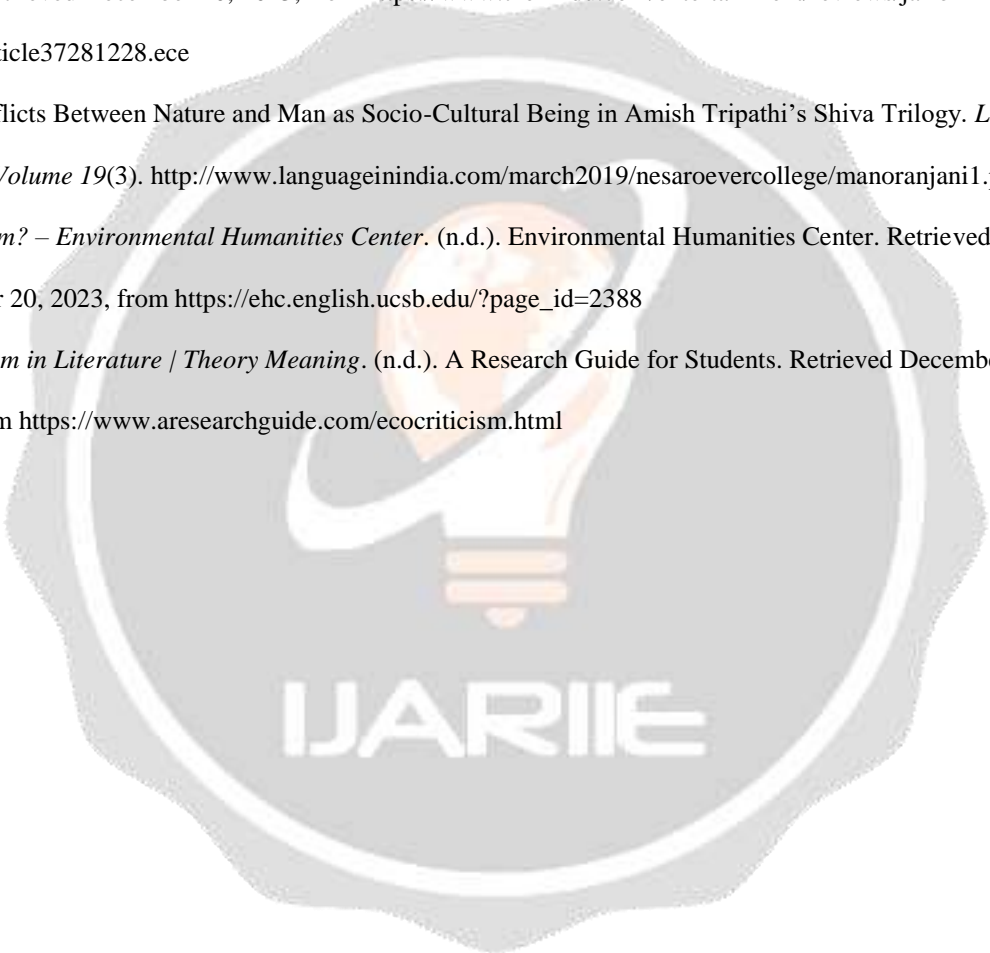 ticle37281228.ece
flicts Between Nature and Man as Socio-Cultural Being in Amish Tripathi’s Shiva Trilogy. L
Volume 19(3). http://www.languageinindia.com/march2019/nesaroevercollege/manoranjani1.
m? – Environmental Humanities Center. (n.d.). Environmental Humanities Center. Retrieved
r 20, 2023, from https://ehc.english.ucsb.edu/?page_id=2388
m in Literature | Theory Meaning. (n.d.). A Research Guide for Students. Retrieved Decemb
m https://www.aresearchguide.com/ecocriticism.html
IJARIIE